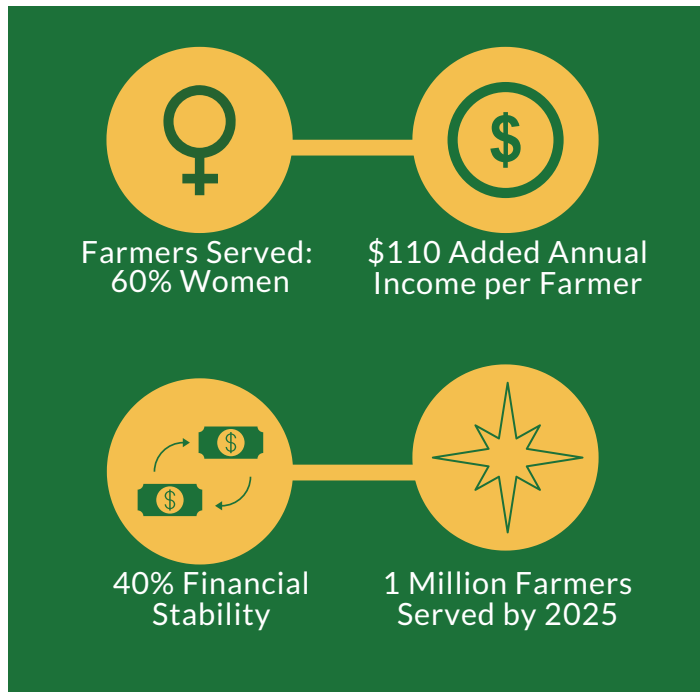 $
Farmers Served:
60% Women
$110 Added Annual
Income per Farmer
$
$
40% Financial
Stability
1 Million Farmers
Served by 2025